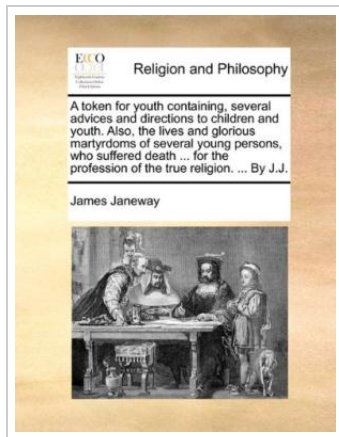 ECCO
Religion and Philosophy
A token for youth containing, several
advices and directions to children and
youth. Also, the lives and glorious
martyrdoms of several young persons,
who suffered death ... for the
profession of the true religion. ... By J.J.
James Janeway